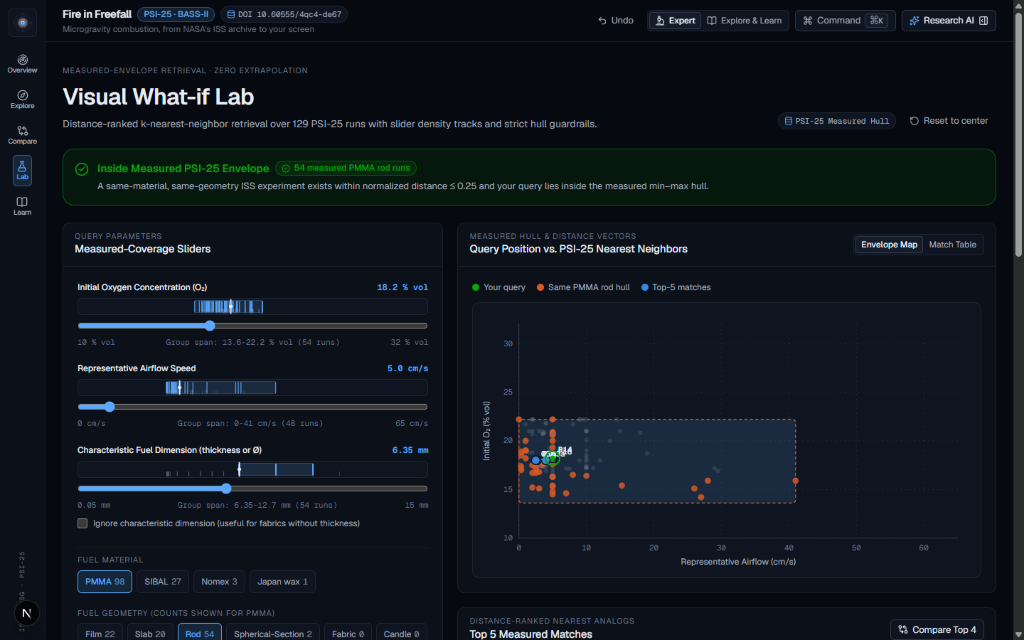 Fire in Freefall PSI-25 · BASS-II DOI 10.60555/4qc4-de67
Microgravity combustion, from NASA's ISS archive to your screen
Undo Expert Explore & Learn Command ⌘K Research AI
Overview
Explore
Compare
Lab
Learn
MEASURED-ENVELOPE RETRIEVAL · ZERO EXTRAPOLATION
Visual What-if Lab
Distance-ranked k-nearest-neighbor retrieval over 129 PSI-25 runs with slider density tracks and strict hull guardrails.
PSI-25 Measured Hull Reset to center
Inside Measured PSI-25 Envelope 54 measured PMMA rod runs
A same-material, same-geometry ISS experiment exists within normalized distance ≤ 0.25 and your query lies inside the measured min–max hull.
QUERY PARAMETERS
Measured-Coverage Sliders
Initial Oxygen Concentration (O₂) 18.2 % vol
10 % vol Group span: 13.6-22.2 % vol (54 runs) 32 % vol
Representative Airflow Speed 5.0 cm/s
0 cm/s Group span: 0-41 cm/s (48 runs) 65 cm/s
Characteristic Fuel Dimension (thickness or Ø) 6.35 mm
0.05 mm Group span: 6.35-12.7 mm (54 runs) 15 mm
Ignore characteristic dimension (useful for fabrics without thickness)
FUEL MATERIAL
PMMA 98 SIBAL 27 Nomex 3 Japan wax 1
FUEL GEOMETRY (COUNTS SHOWN FOR PMMA)
Film 22 Slab 20 Rod 54 Spherical-Section 2 Fabric 0 Candle 0
MEASURED HULL & DISTANCE VECTORS
Query Position vs. PSI-25 Nearest Neighbors
Envelope Map Match Table
Your query Same PMMA rod hull Top-5 matches
Initial O₂ (% vol)
30
25
20
15
10
0 10 20 30 40 50 60
Representative Airflow (cm/s)
DISTANCE-RANKED NEAREST ANALOGS
Top 5 Measured Matches
Compare Top 4
N